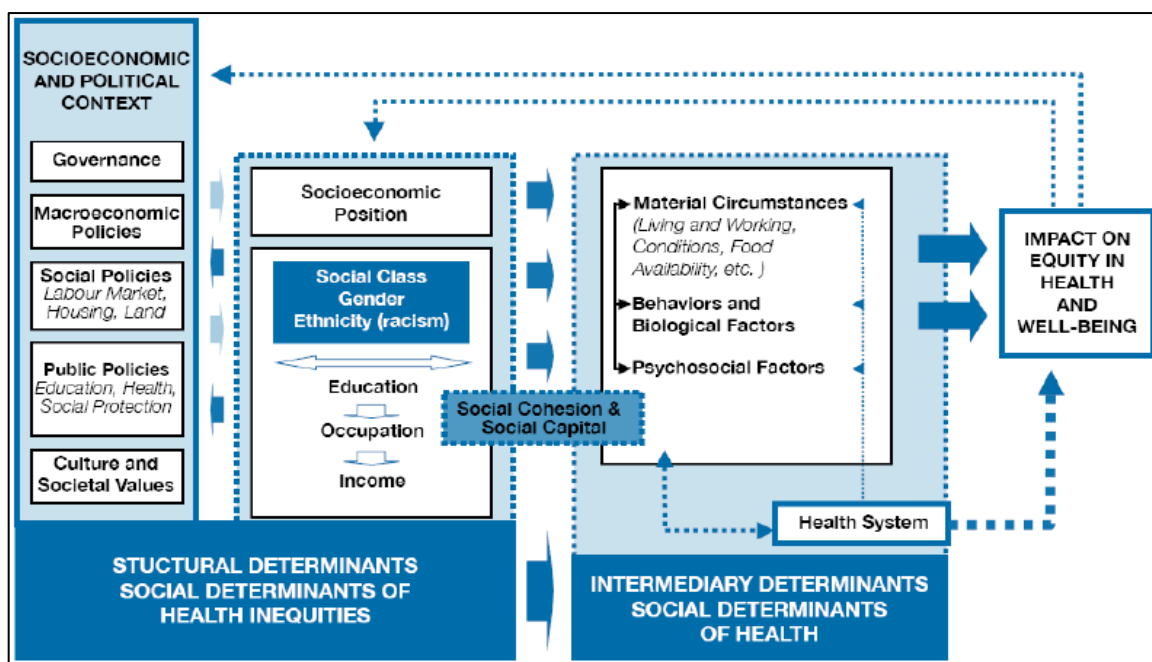 SOCIOECONOMIC
AND POLITICAL
CONTEXT
Governance
Macroeconomic
Policies
Social Policies
Labour Market,
Housing, Land
Public Policies
Education, Health,
Social Protection
Culture and
Societal Values
Socioeconomic
Position
Social Class
Gender
Ethnicity (racism)
Education
Occupation
Income
Social Cohesion &
Social Capital
Material Circumstances
(Living and Working,
Conditions, Food
Availability, etc. )
Behaviors and
Biological Factors
Psychosocial Factors
Health System
IMPACT ON
EQUITY IN
HEALTH
AND
WELL-BEING
STUCTURAL DETERMINANTS
SOCIAL DETERMINANTS OF
HEALTH INEQUITIES
INTERMEDIARY DETERMINANTS
SOCIAL DETERMINANTS
OF HEALTH